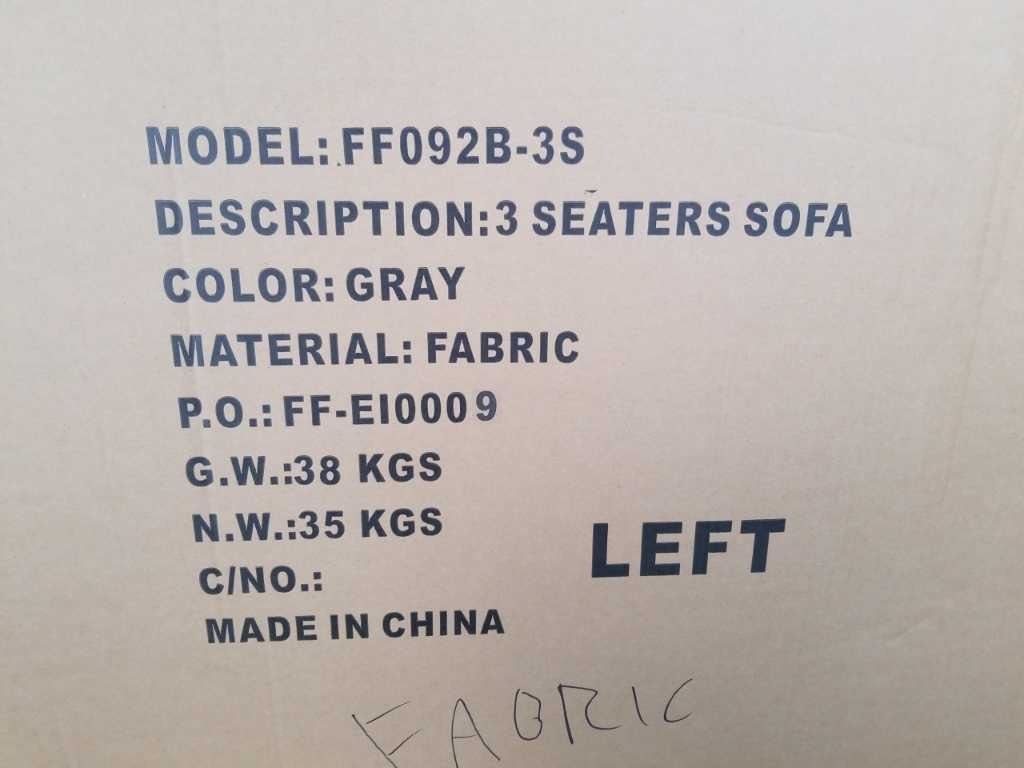 MODEL: FF092B-3S
DESCRIPTION:3 SEATERS SOFA
COLOR: GRAY
MATERIAL: FABRIC
P.O.: FF-EI0009
G.W.:38 KGS
N.W.:35 KGS
C/NO.:
MADE IN CHINA
LEFT
FABRIC